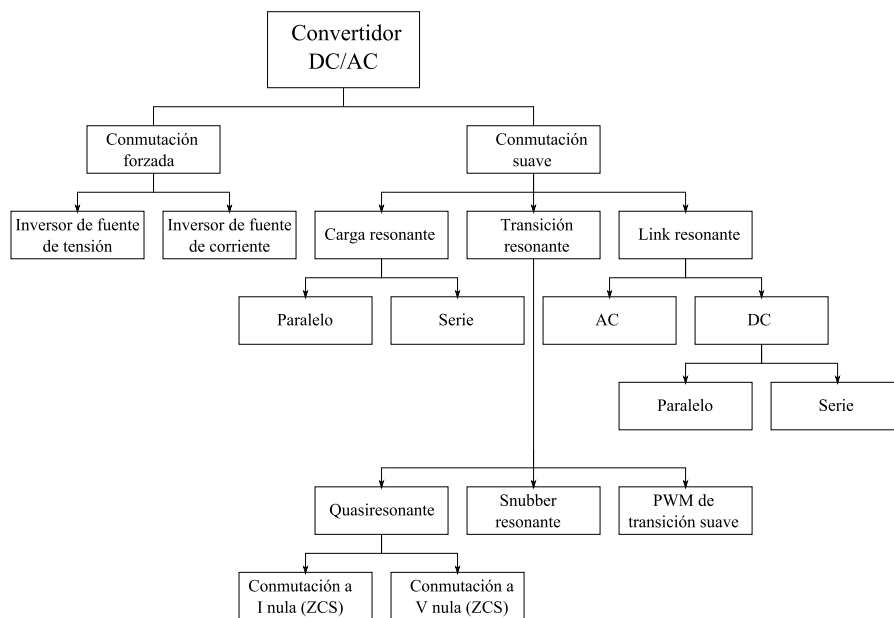 Convertidor
DC/AC
Conmutación
forzada
Conmutación
suave
Inversor de fuente
de tensión
Inversor de fuente
de corriente
Carga resonante
Transición
resonante
Link resonante
Paralelo
Serie
AC
DC
Paralelo
Serie
Quasiresonante
Snubber
resonante
PWM de
transición suave
Conmutación a
I nula (ZCS)
Conmutación a
V nula (ZCS)